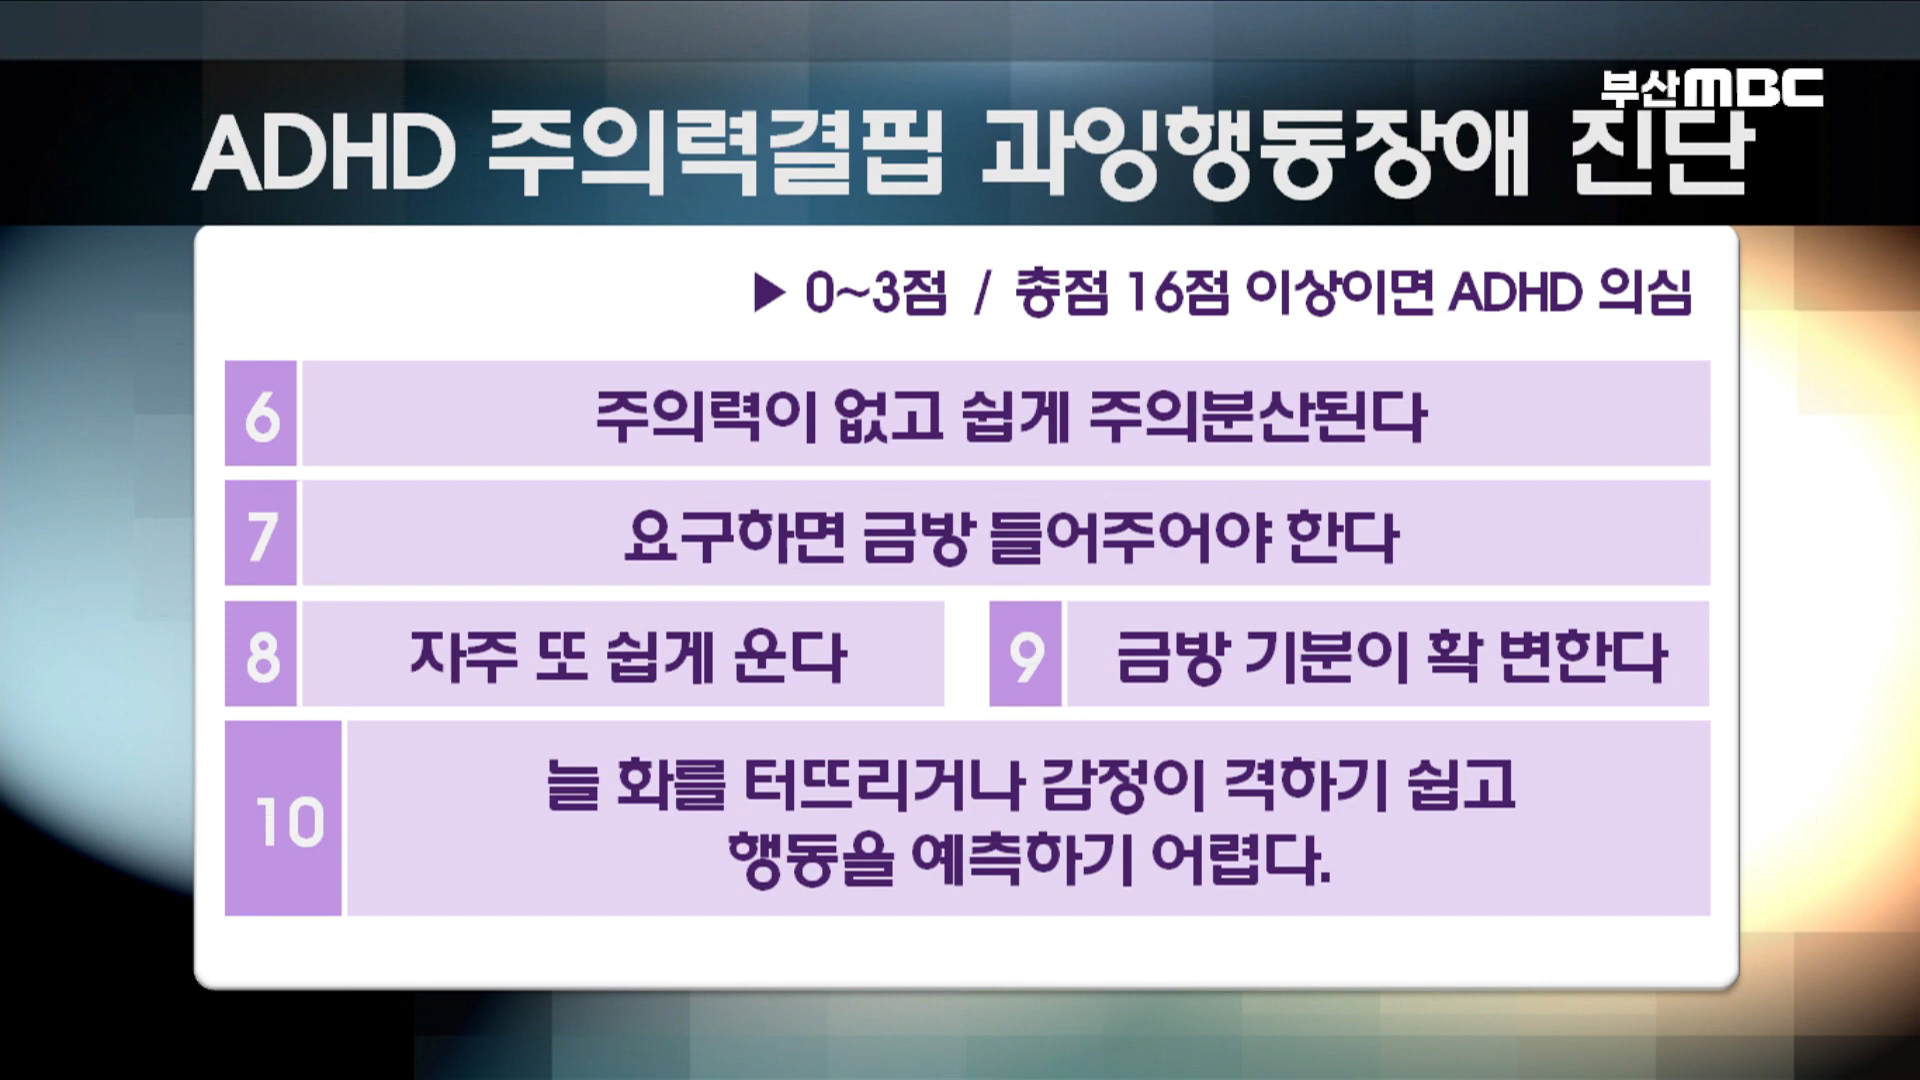 부산MBC
ADHD 주의력결핍 과잉행동장애 진단
▶ 0~3점 / 총점 16점 이상이면 ADHD 의심
6 주의력이 없고 쉽게 주의분산된다
7 요구하면 금방 들어주어야 한다
8 자주 또 쉽게 운다
9 금방 기분이 확 변한다
10 늘 화를 터뜨리거나 감정이 격하기 쉽고
행동을 예측하기 어렵다.